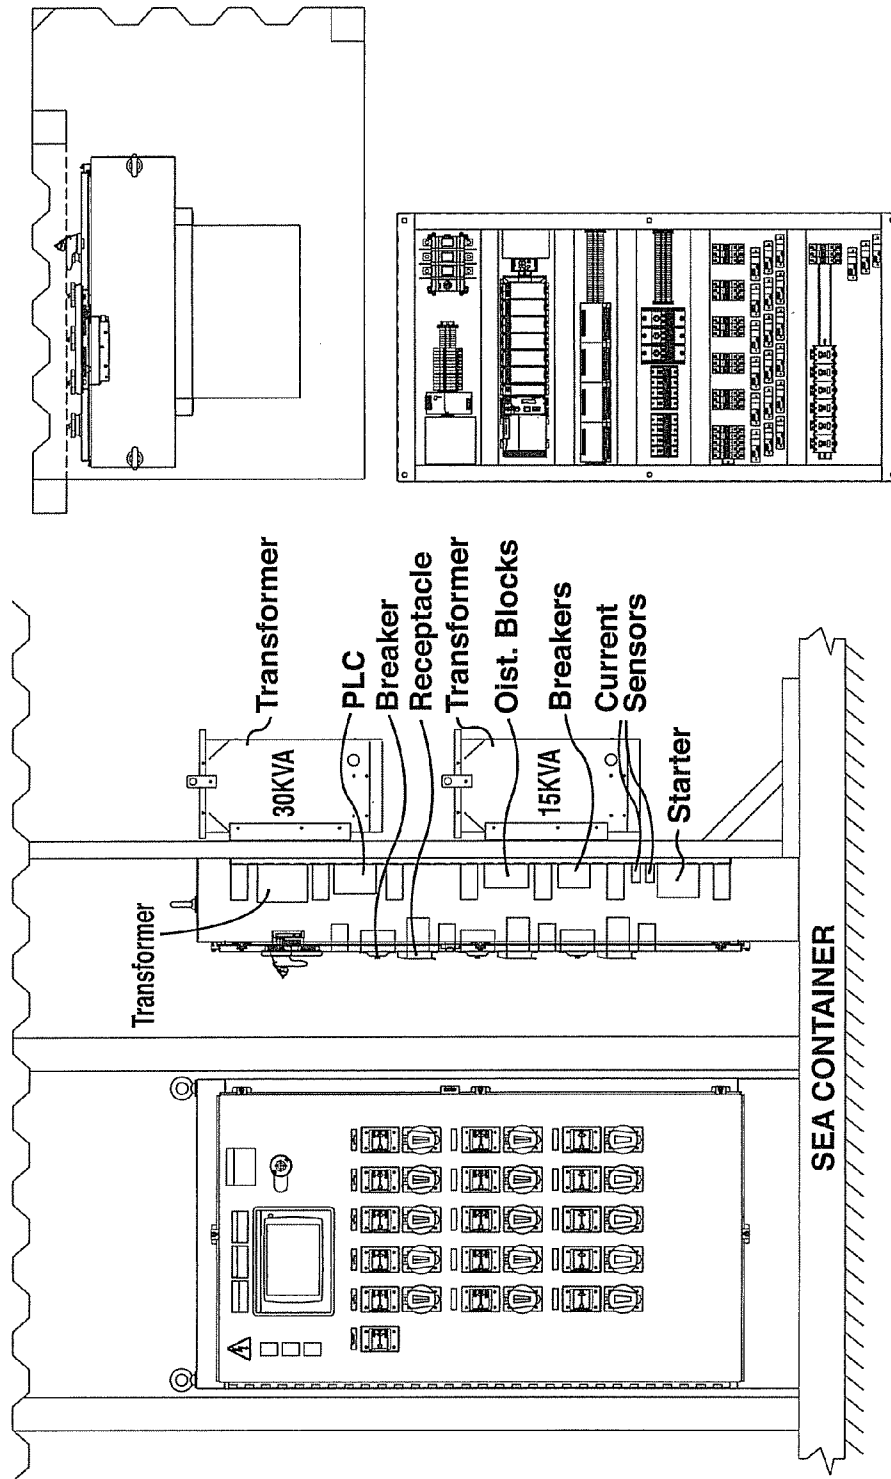 Transformer
30KVA
Transformer
PLC
Breaker
Receptacle
15KVA
Transformer
Oist. Blocks
Breakers
Current
Sensors
Starter
SEA CONTAINER